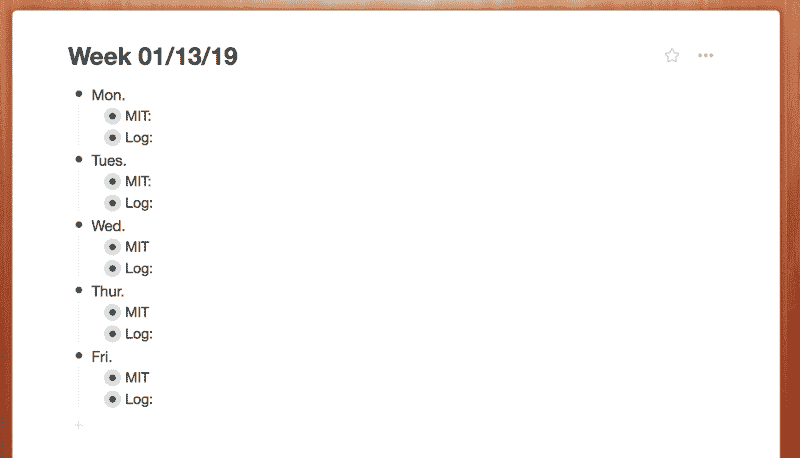 Week 01/13/19
Mon.
MIT:
Log:
Tues.
MIT:
Log:
Wed.
MIT
Log:
Thur.
MIT
Log:
Fri.
MIT
Log: